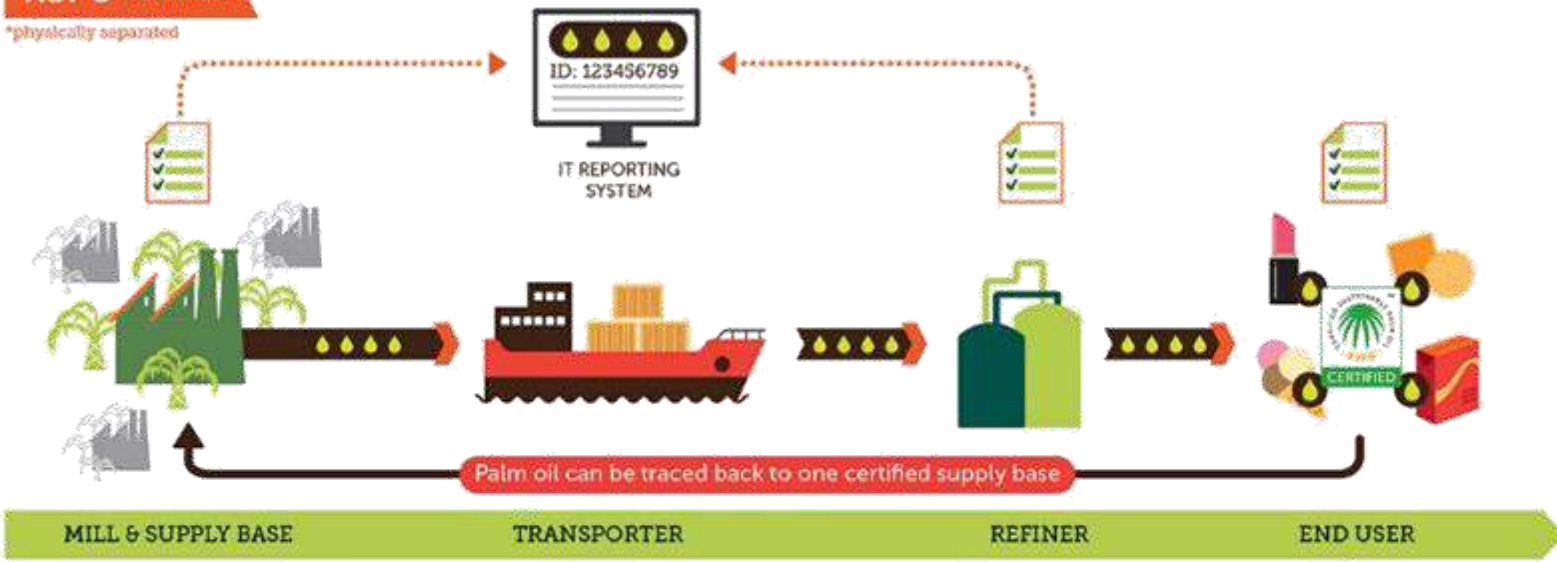 *physically separated
ID: 123456789
IT REPORTING
SYSTEM
CERTIFIED
Palm oil can be traced back to one certified supply base
MILL & SUPPLY BASE
TRANSPORTER
REFINER
END USER